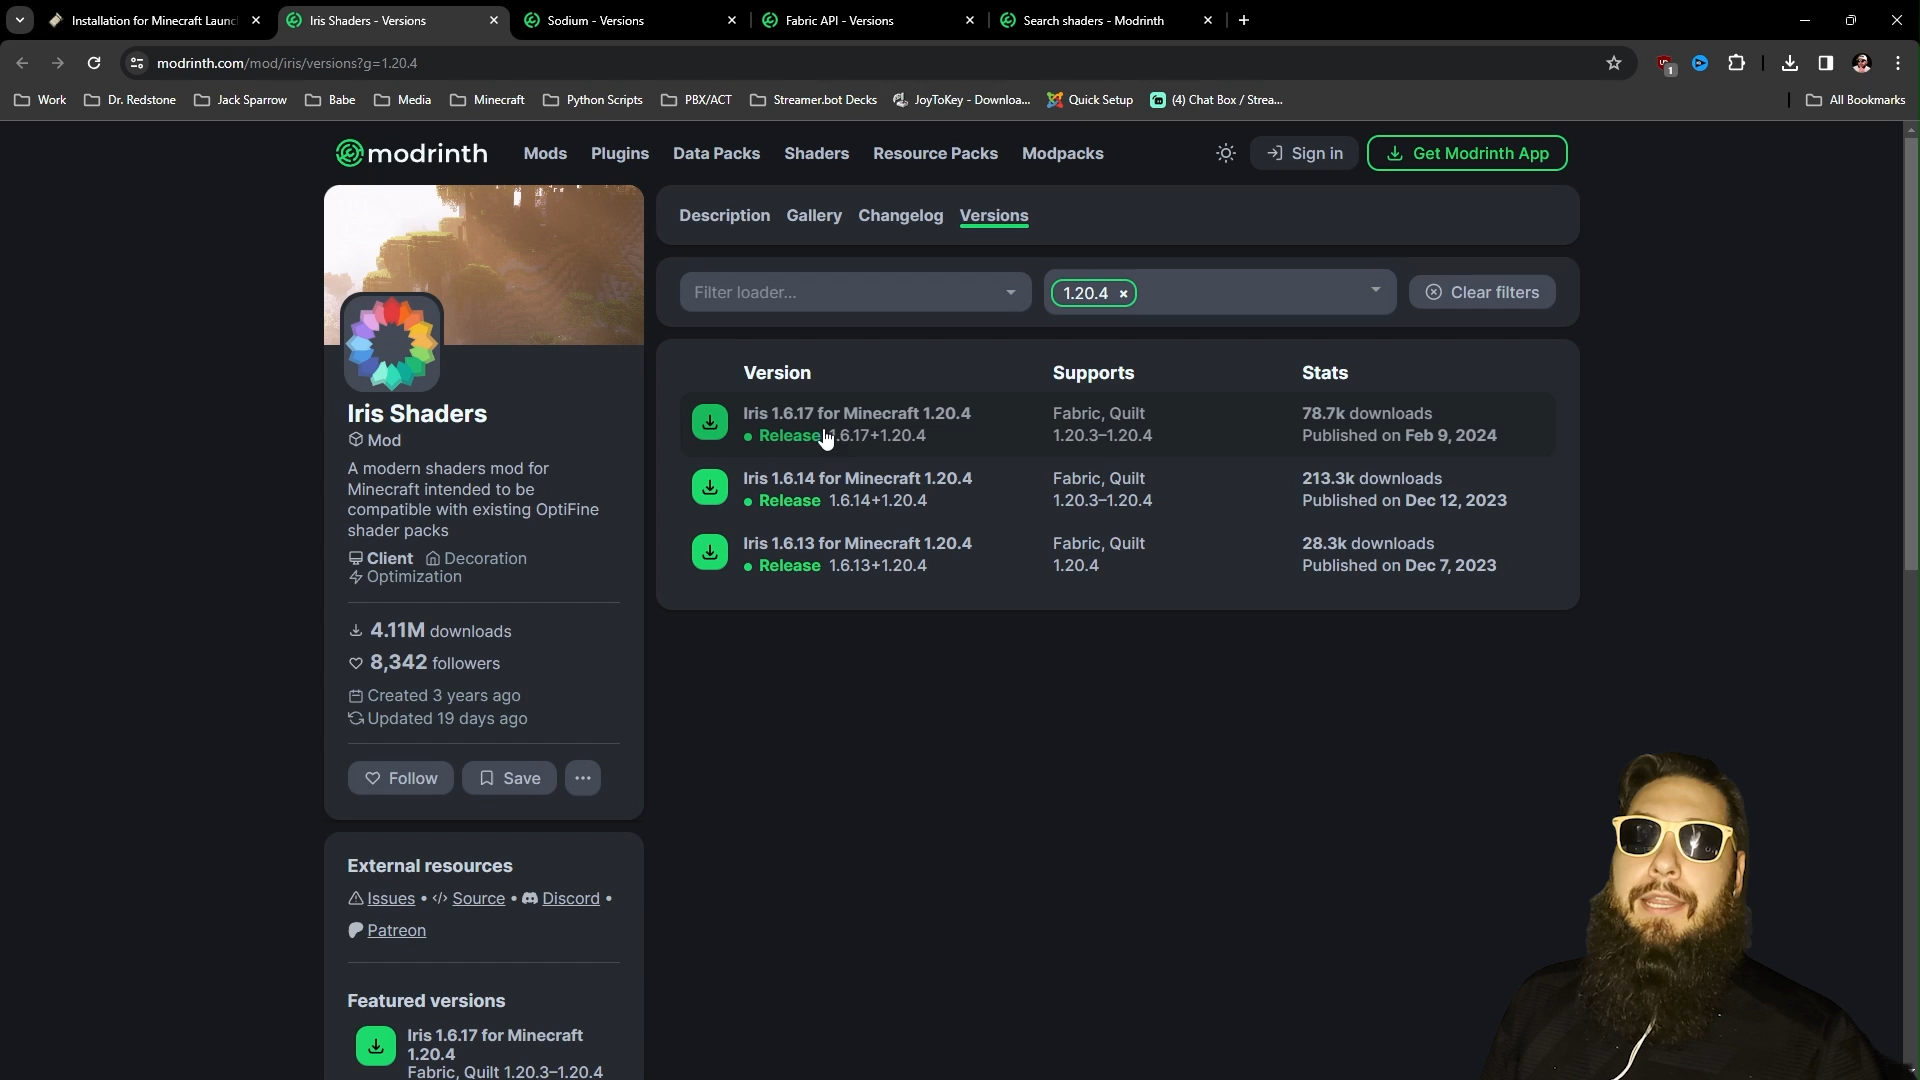 Installation for Minecraft Launc
Iris Shaders - Versions
Sodium - Versions
Fabric API - Versions
Search shaders - Modrinth
modrinth.com/mod/iris/versions?g=1.20.4
1
Work
Dr. Redstone
Jack Sparrow
Babe
Media
Minecraft
Python Scripts
PBX/ACT
Streamer.bot Decks
JoyToKey - Downloa...
Quick Setup
(4) Chat Box / Strea...
All Bookmarks
modrinth
Mods
Plugins
Data Packs
Shaders
Resource Packs
Modpacks
Sign in
Get Modrinth App
Description
Gallery
Changelog
Versions
Filter loader...
1.20.4 ×
Clear filters
Version
Supports
Stats
Iris 1.6.17 for Minecraft 1.20.4
Release 1.6.17+1.20.4
Fabric, Quilt
1.20.3–1.20.4
78.7k downloads
Published on Feb 9, 2024
Iris 1.6.14 for Minecraft 1.20.4
Release 1.6.14+1.20.4
Fabric, Quilt
1.20.3–1.20.4
213.3k downloads
Published on Dec 12, 2023
Iris 1.6.13 for Minecraft 1.20.4
Release 1.6.13+1.20.4
Fabric, Quilt
1.20.4
28.3k downloads
Published on Dec 7, 2023
Iris Shaders
Mod
A modern shaders mod for
Minecraft intended to be
compatible with existing OptiFine
shader packs
Client Decoration
Optimization
4.11M downloads
8,342 followers
Created 3 years ago
Updated 19 days ago
Follow
Save
External resources
Issues • Source • Discord •
Patreon
Featured versions
Iris 1.6.17 for Minecraft
1.20.4
Fabric, Quilt 1.20.3–1.20.4